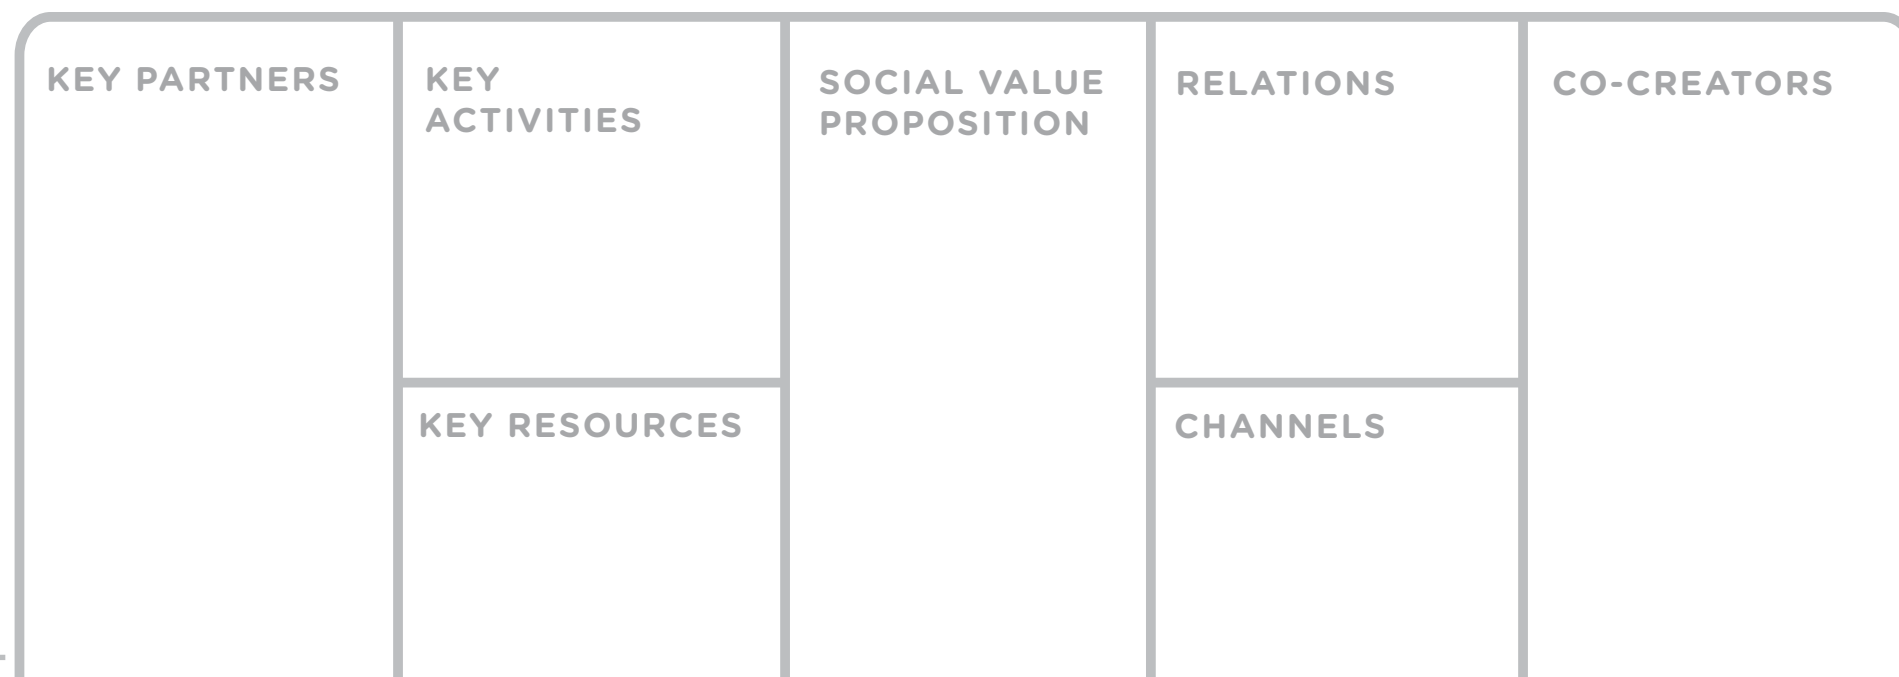 KEY PARTNERS
KEY
ACTIVITIES
KEY RESOURCES
SOCIAL VALUE
PROPOSITION
RELATIONS
CHANNELS
CO-CREATORS